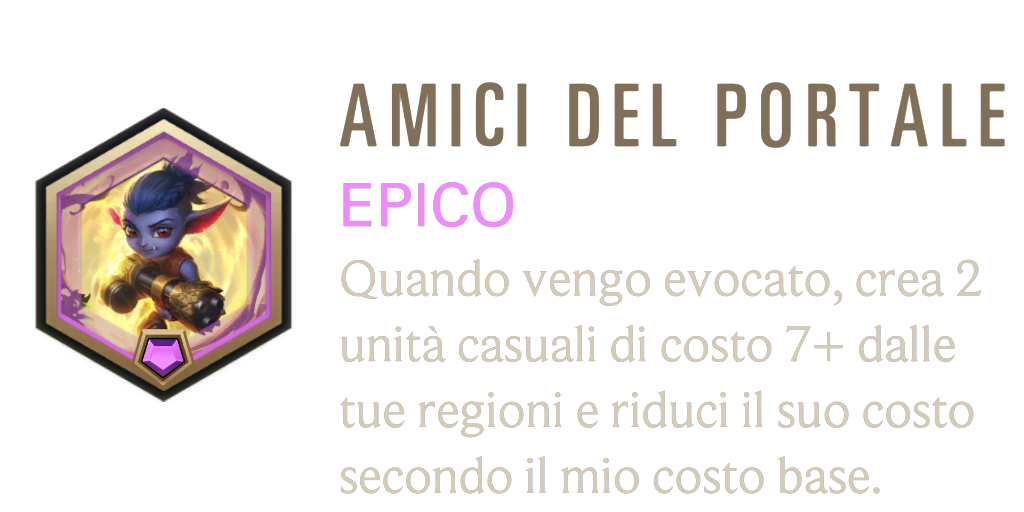 AMICI DEL PORTALE
EPICO
Quando vengo evocato, crea 2
unità casuali di costo 7+ dalle
tue regioni e riduci il suo costo
secondo il mio costo base.